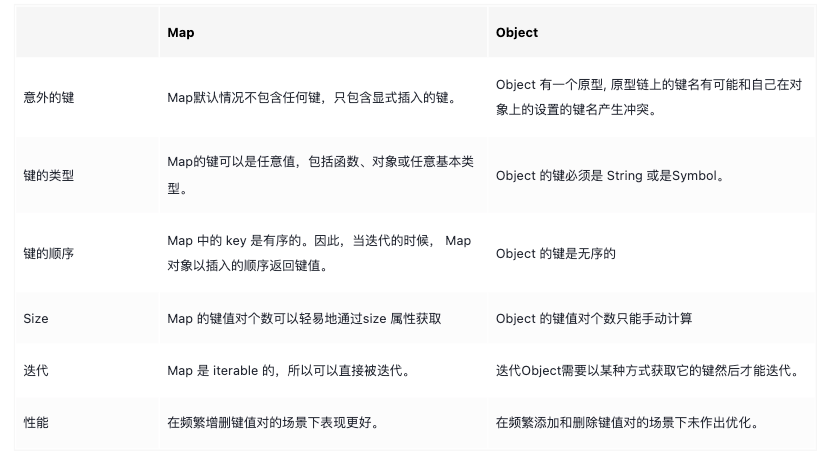 Map
Object
意外的键
Map默认情况不包含任何键，只包含显式插入的键。
Object 有一个原型, 原型链上的键名有可能和自己在对
象上的设置的键名产生冲突。
键的类型
Map的键可以是任意值，包括函数、对象或任意基本类
型。
Object 的键必须是 String 或是Symbol。
键的顺序
Map 中的 key 是有序的。因此，当迭代的时候， Map
对象以插入的顺序返回键值。
Object 的键是无序的
Size
Map 的键值对个数可以轻易地通过size 属性获取
Object 的键值对个数只能手动计算
迭代
Map 是 iterable 的，所以可以直接被迭代。
迭代Object需要以某种方式获取它的键然后才能迭代。
性能
在频繁增删键值对的场景下表现更好。
在频繁添加和删除键值对的场景下未作出优化。